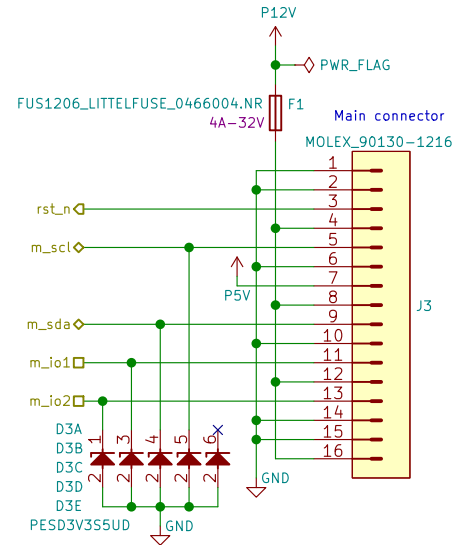 P12V
PWR_FLAG
FUS1206_LITTELFUSE_0466004.NR F1
4A-32V
Main connector
MOLEX_90130-1216
1
2
rst_n 3
4
m_scl 5
6
7
P5V
8
J3
m_sda 9
10
m_io1 11
12
m_io2 13
14
15
16
D3A
D3B
D3C
D3D
D3E
1 3 4 5 6
2 2 2 2 2
GND
PESD3V3S5UD
GND